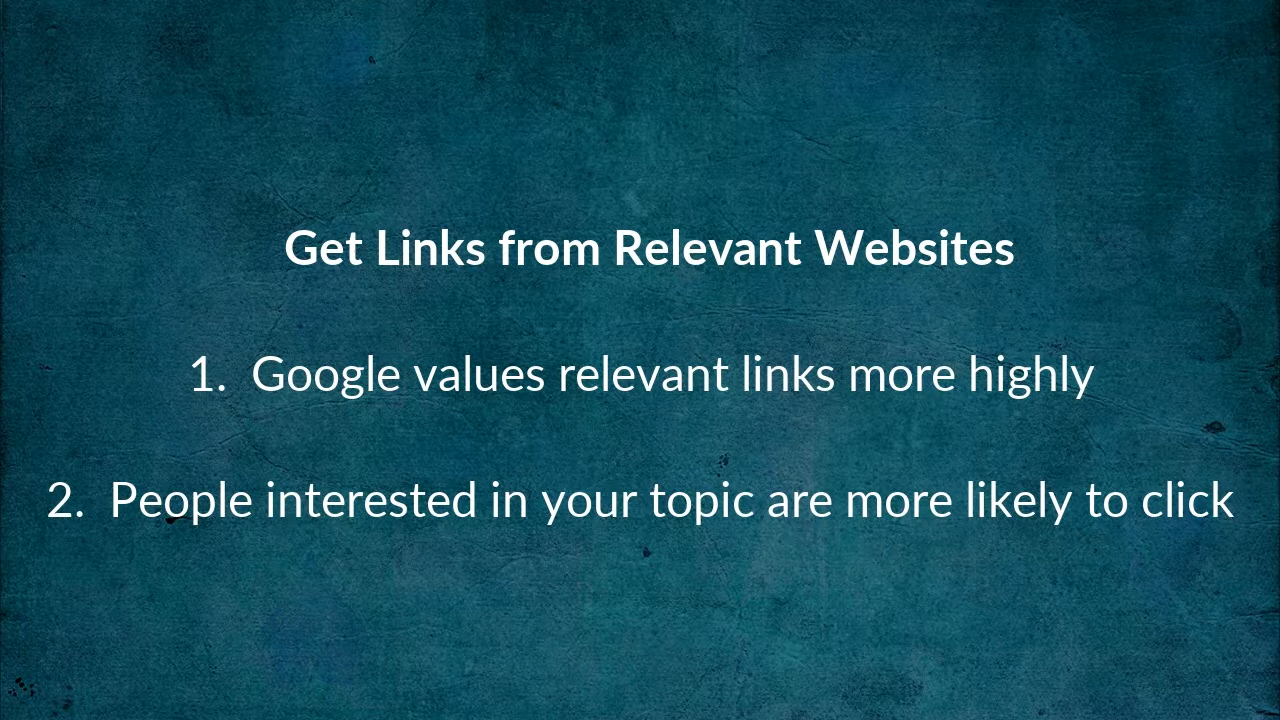 Get Links from Relevant Websites
1. Google values relevant links more highly
2. People interested in your topic are more likely to click